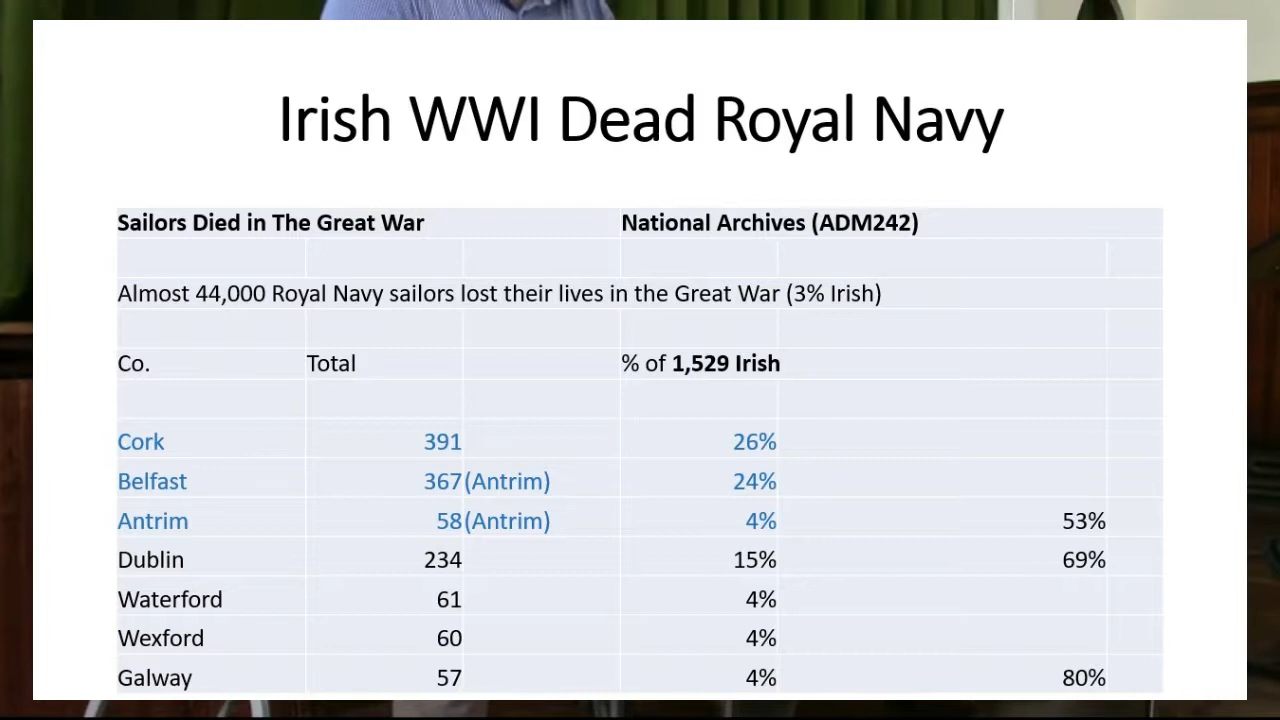 Irish WWI Dead Royal Navy
Sailors Died in The Great War National Archives (ADM242)
Almost 44,000 Royal Navy sailors lost their lives in the Great War (3% Irish)
Co. Total % of 1,529 Irish
Cork 391 26%
Belfast 367 (Antrim) 24%
Antrim 58 (Antrim) 4% 53%
Dublin 234 15% 69%
Waterford 61 4%
Wexford 60 4%
Galway 57 4% 80%